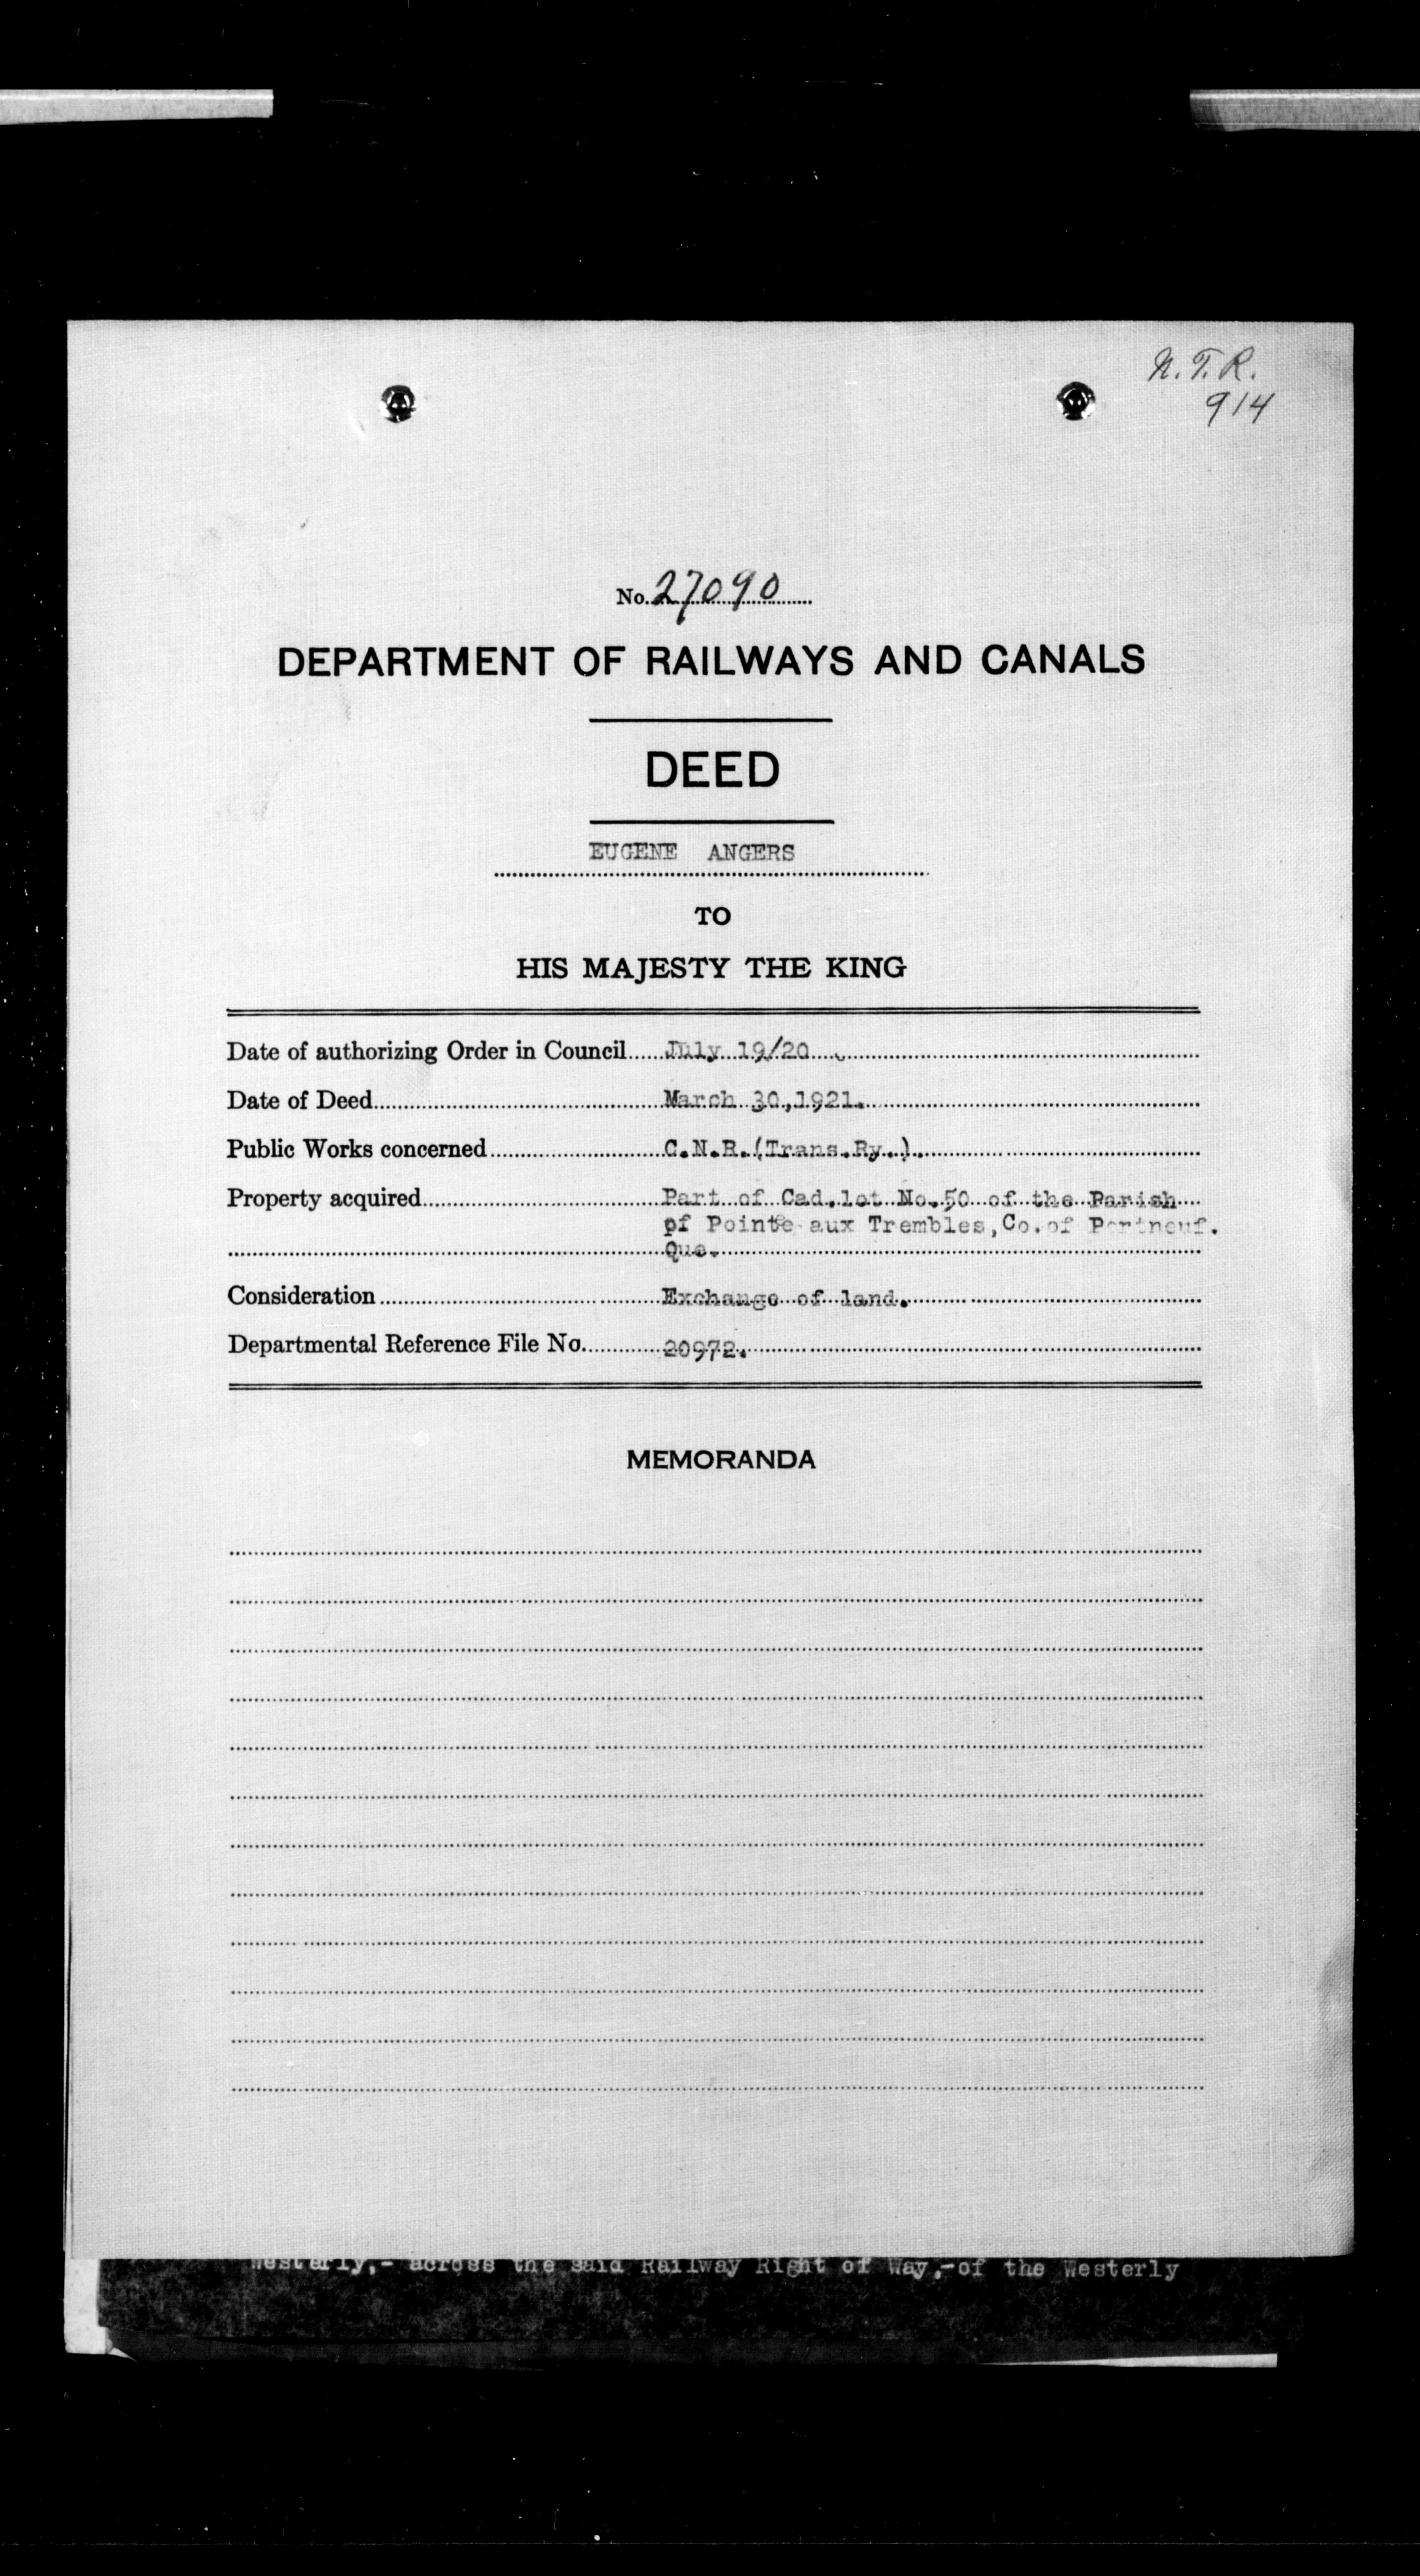 N. T. R.
914
No. 27090
DEPARTMENT OF RAILWAYS AND CANALS
DEED
EUGENE ANGERS
TO
HIS MAJESTY THE KING
Date of authorizing Order in Council July 19/20
Date of Deed March 30,1921.
Public Works concerned C.N.R.(Trans.Ry.).
Property acquired Part of Cad.lot No.50 of the Parish
of Pointe aux Trembles,Co.of Portneuf.
Que.
Consideration Exchange of land.
Departmental Reference File No. 20972.
MEMORANDA
Westerly,- across the said Railway Right of Way,-of the Westerly